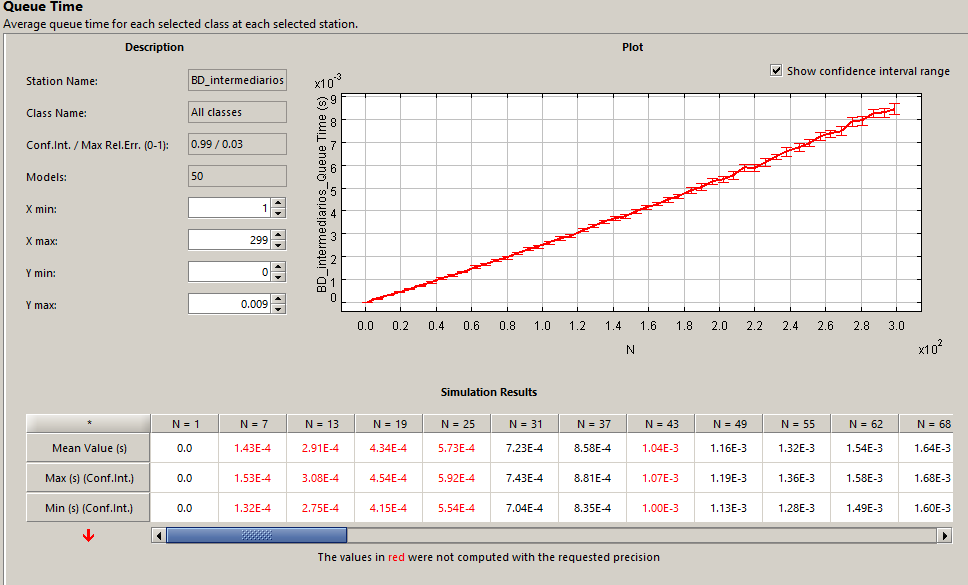 Queue Time
Average queue time for each selected class at each selected station.
Description
Station Name: BD_intermediarios
Class Name: All classes
Conf.Int. / Max Rel.Err. (0-1): 0.99 / 0.03
Models: 50
X min: 1
X max: 299
Y min: 0
Y max: 0.009
Plot
Show confidence interval range
x10^-3
BD_intermediarios_Queue Time (s)
9
8
7
6
5
4
3
2
1
0
0.0 0.2 0.4 0.6 0.8 1.0 1.2 1.4 1.6 1.8 2.0 2.2 2.4 2.6 2.8 3.0
N
x10^2
Simulation Results
* N = 1 N = 7 N = 13 N = 19 N = 25 N = 31 N = 37 N = 43 N = 49 N = 55 N = 62 N = 68
Mean Value (s) 0.0 1.43E-4 2.91E-4 4.34E-4 5.73E-4 7.23E-4 8.58E-4 1.04E-3 1.16E-3 1.32E-3 1.54E-3 1.64E-3
Max (s) (Conf.Int.) 0.0 1.53E-4 3.08E-4 4.54E-4 5.92E-4 7.43E-4 8.81E-4 1.07E-3 1.19E-3 1.36E-3 1.58E-3 1.68E-3
Min (s) (Conf.Int.) 0.0 1.32E-4 2.75E-4 4.15E-4 5.54E-4 7.04E-4 8.35E-4 1.00E-3 1.13E-3 1.28E-3 1.49E-3 1.60E-3
The values in red were not computed with the requested precision